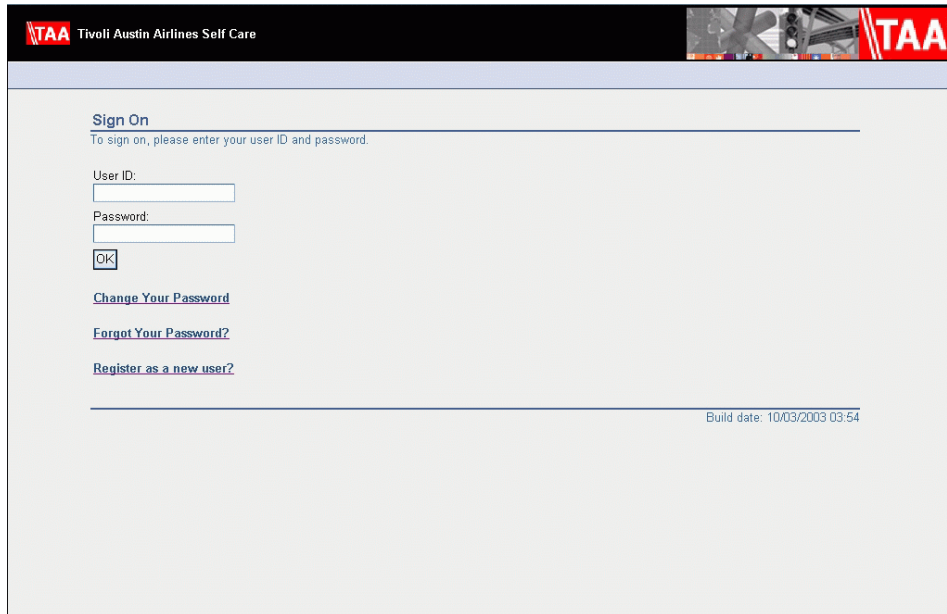 TAA Tivoli Austin Airlines Self Care
TAA
Sign On
To sign on, please enter your user ID and password.
User ID:
Password:
OK
Change Your Password
Forgot Your Password?
Register as a new user?
Build date: 10/03/2003 03:54